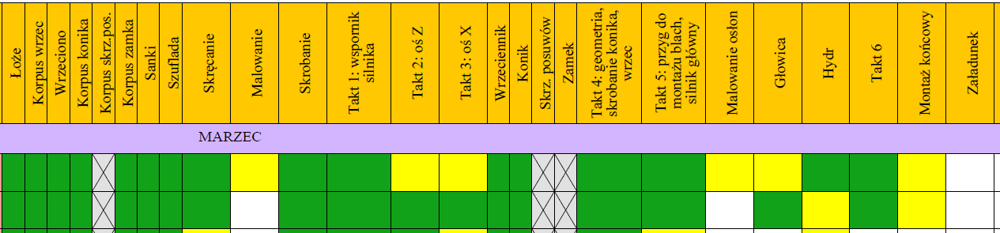 Łoże
Korpus wrzec
Wrzeciono
Korpus konika
Korpus skrz.pos.
Korpus zamka
Sanki
Szuflada
Skręcanie
Malowanie
Skrobanie
Takt 1: wspornik
silnika
Takt 2: oś Z
Takt 3: oś X
Wrzeciennik
Konik
Skrz. posuwów
Zamek
Takt 4: geometria,
skrobanie konika,
wrzec
Takt 5: przyg do
montażu blach,
silnik główny
Malowanie osłon
Głowica
Hydr
Takt 6
Montaż końcowy
Załadunek
MARZEC